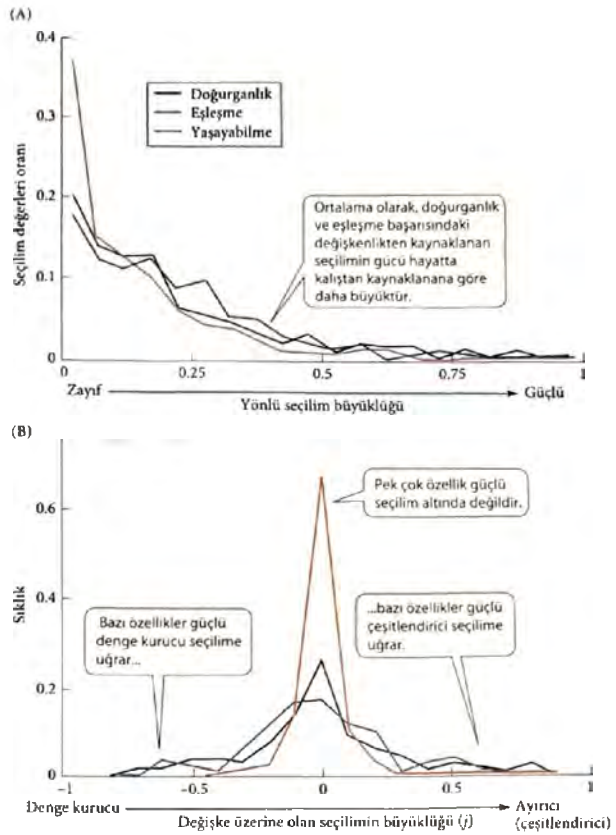 (A)
0.4
0.3
0.2
0.1
0
Seçilim değerleri oranı
Doğurganlık
Eşleşme
Yaşayabilme
Ortalama olarak, doğurganlık
ve eşleşme başarısındaki
değişkenlikten kaynaklanan
seçilimin gücü hayatta
kalıştan kaynaklanana göre
daha büyüktür.
0 0.25 0.5 0.75 1
Zayıf Güçlü
Yönlü seçilim büyüklüğü
(B)
0.6
0.4
0.2
0
Sıklık
Pek çok özellik güçlü
seçilim altında değildir.
Bazı özellikler güçlü
denge kurucu seçilime
uğrar...
...bazı özellikler güçlü
çeşitlendirici seçilime
uğrar.
−1 −0.5 0 0.5 1
Denge kurucu Ayırıcı
Değişke üzerine olan seçilimin büyüklüğü (j) (çeşitlendirici)